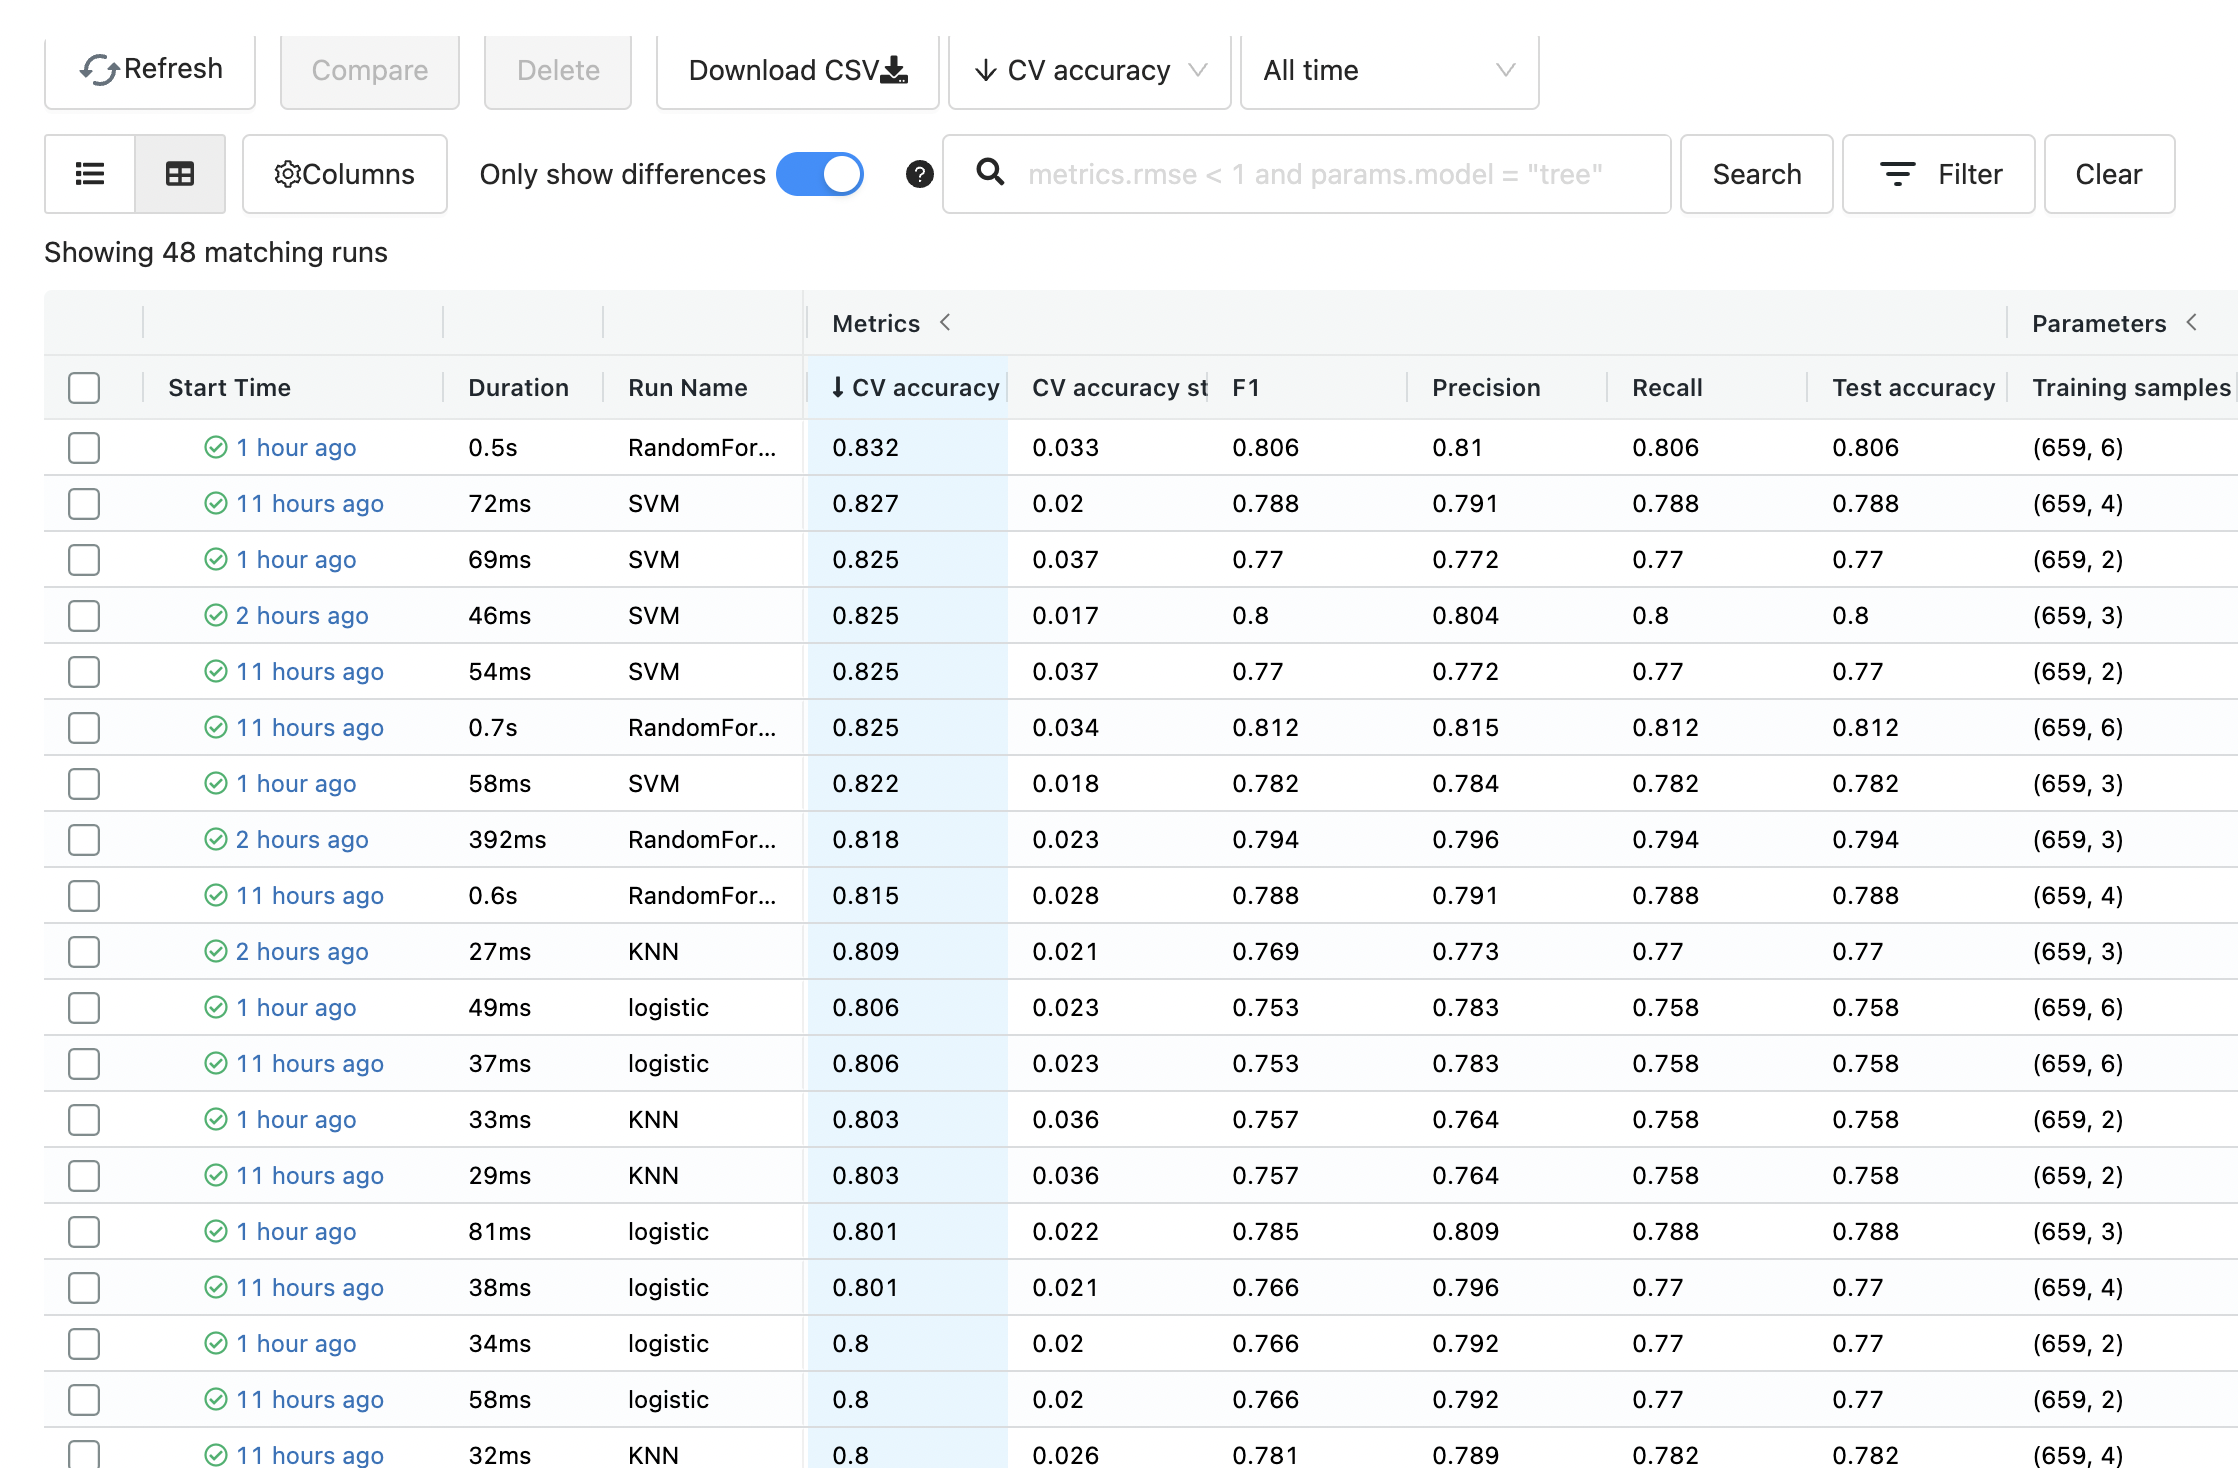 Refresh Compare Delete Download CSV CV accuracy All time
Columns Only show differences ? metrics.rmse < 1 and params.model = "tree" Search Filter Clear
Showing 48 matching runs
Metrics Parameters
Start Time Duration Run Name CV accuracy CV accuracy st F1 Precision Recall Test accuracy Training samples
1 hour ago 0.5s RandomFor... 0.832 0.033 0.806 0.81 0.806 0.806 (659, 6)
11 hours ago 72ms SVM 0.827 0.02 0.788 0.791 0.788 0.788 (659, 4)
1 hour ago 69ms SVM 0.825 0.037 0.77 0.772 0.77 0.77 (659, 2)
2 hours ago 46ms SVM 0.825 0.017 0.8 0.804 0.8 0.8 (659, 3)
11 hours ago 54ms SVM 0.825 0.037 0.77 0.772 0.77 0.77 (659, 2)
11 hours ago 0.7s RandomFor... 0.825 0.034 0.812 0.815 0.812 0.812 (659, 6)
1 hour ago 58ms SVM 0.822 0.018 0.782 0.784 0.782 0.782 (659, 3)
2 hours ago 392ms RandomFor... 0.818 0.023 0.794 0.796 0.794 0.794 (659, 3)
11 hours ago 0.6s RandomFor... 0.815 0.028 0.788 0.791 0.788 0.788 (659, 4)
2 hours ago 27ms KNN 0.809 0.021 0.769 0.773 0.77 0.77 (659, 3)
1 hour ago 49ms logistic 0.806 0.023 0.753 0.783 0.758 0.758 (659, 6)
11 hours ago 37ms logistic 0.806 0.023 0.753 0.783 0.758 0.758 (659, 6)
1 hour ago 33ms KNN 0.803 0.036 0.757 0.764 0.758 0.758 (659, 2)
11 hours ago 29ms KNN 0.803 0.036 0.757 0.764 0.758 0.758 (659, 2)
1 hour ago 81ms logistic 0.801 0.022 0.785 0.809 0.788 0.788 (659, 3)
11 hours ago 38ms logistic 0.801 0.021 0.766 0.796 0.77 0.77 (659, 4)
1 hour ago 34ms logistic 0.8 0.02 0.766 0.792 0.77 0.77 (659, 2)
11 hours ago 58ms logistic 0.8 0.02 0.766 0.792 0.77 0.77 (659, 2)
11 hours ago 32ms KNN 0.8 0.026 0.781 0.789 0.782 0.782 (659, 4)